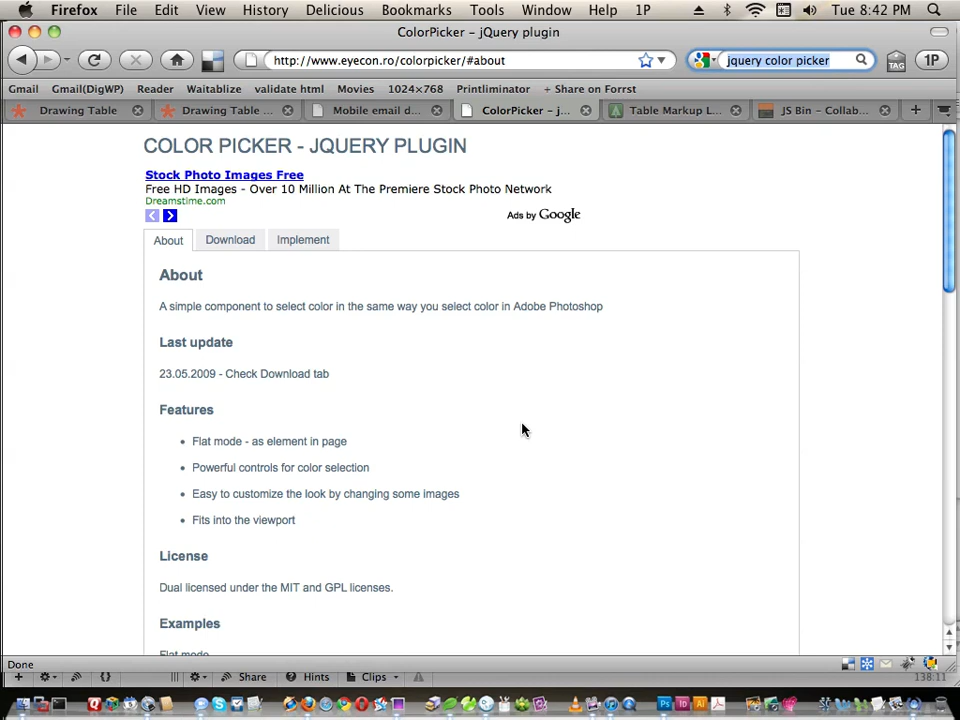 Firefox File Edit View History Delicious Bookmarks Tools Window Help 1P Tue 8:42 PM
ColorPicker - jQuery plugin
http://www.eyecon.ro/colorpicker/#about jquery color picker TAG 1P
Gmail Gmail(DigWP) Reader Waitablize validate html Movies 1024×768 Printliminator + Share on Forrst
Drawing Table Drawing Table ... Mobile email d... ColorPicker - j... Table Markup L... JS Bin - Collab...
COLOR PICKER - JQUERY PLUGIN
Stock Photo Images Free
Free HD Images - Over 10 Million At The Premiere Stock Photo Network
Dreamstime.com
Ads by Google
About Download Implement
About
A simple component to select color in the same way you select color in Adobe Photoshop
Last update
23.05.2009 - Check Download tab
Features
• Flat mode - as element in page
• Powerful controls for color selection
• Easy to customize the look by changing some images
• Fits into the viewport
License
Dual licensed under the MIT and GPL licenses.
Examples
Flat mode
Done
Share Hints Clips 138:11